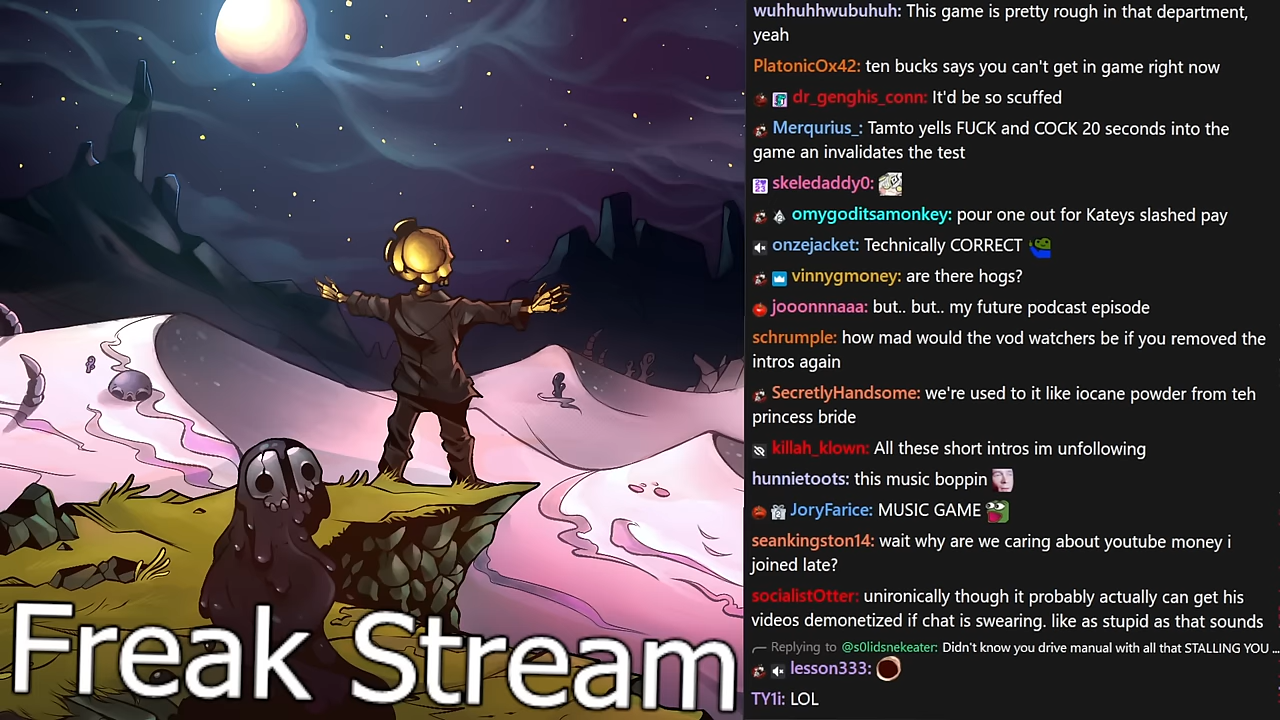 wuhhuhhwubuhuh: This game is pretty rough in that department,
yeah
PlatonicOx42: ten bucks says you can't get in game right now
dr_genghis_conn: It'd be so scuffed
Merqurius_: Tamto yells FUCK and COCK 20 seconds into the
game an invalidates the test
skeledaddy0:
omygoditsamonkey: pour one out for Kateys slashed pay
onzejacket: Technically CORRECT
vinnygmoney: are there hogs?
jooonnnaaa: but.. but.. my future podcast episode
schrumple: how mad would the vod watchers be if you removed the
intros again
SecretlyHandsome: we're used to it like iocane powder from teh
princess bride
killah_klown: All these short intros im unfollowing
hunnietoots: this music boppin
JoryFarice: MUSIC GAME
seankingston14: wait why are we caring about youtube money i
joined late?
socialistOtter: unironically though it probably actually can get his
videos demonetized if chat is swearing. like as stupid as that sounds
Replying to @s0lidsnekeater: Didn't know you drive manual with all that STALLING YOU ...
lesson333:
TY1i: LOL
Freak Stream